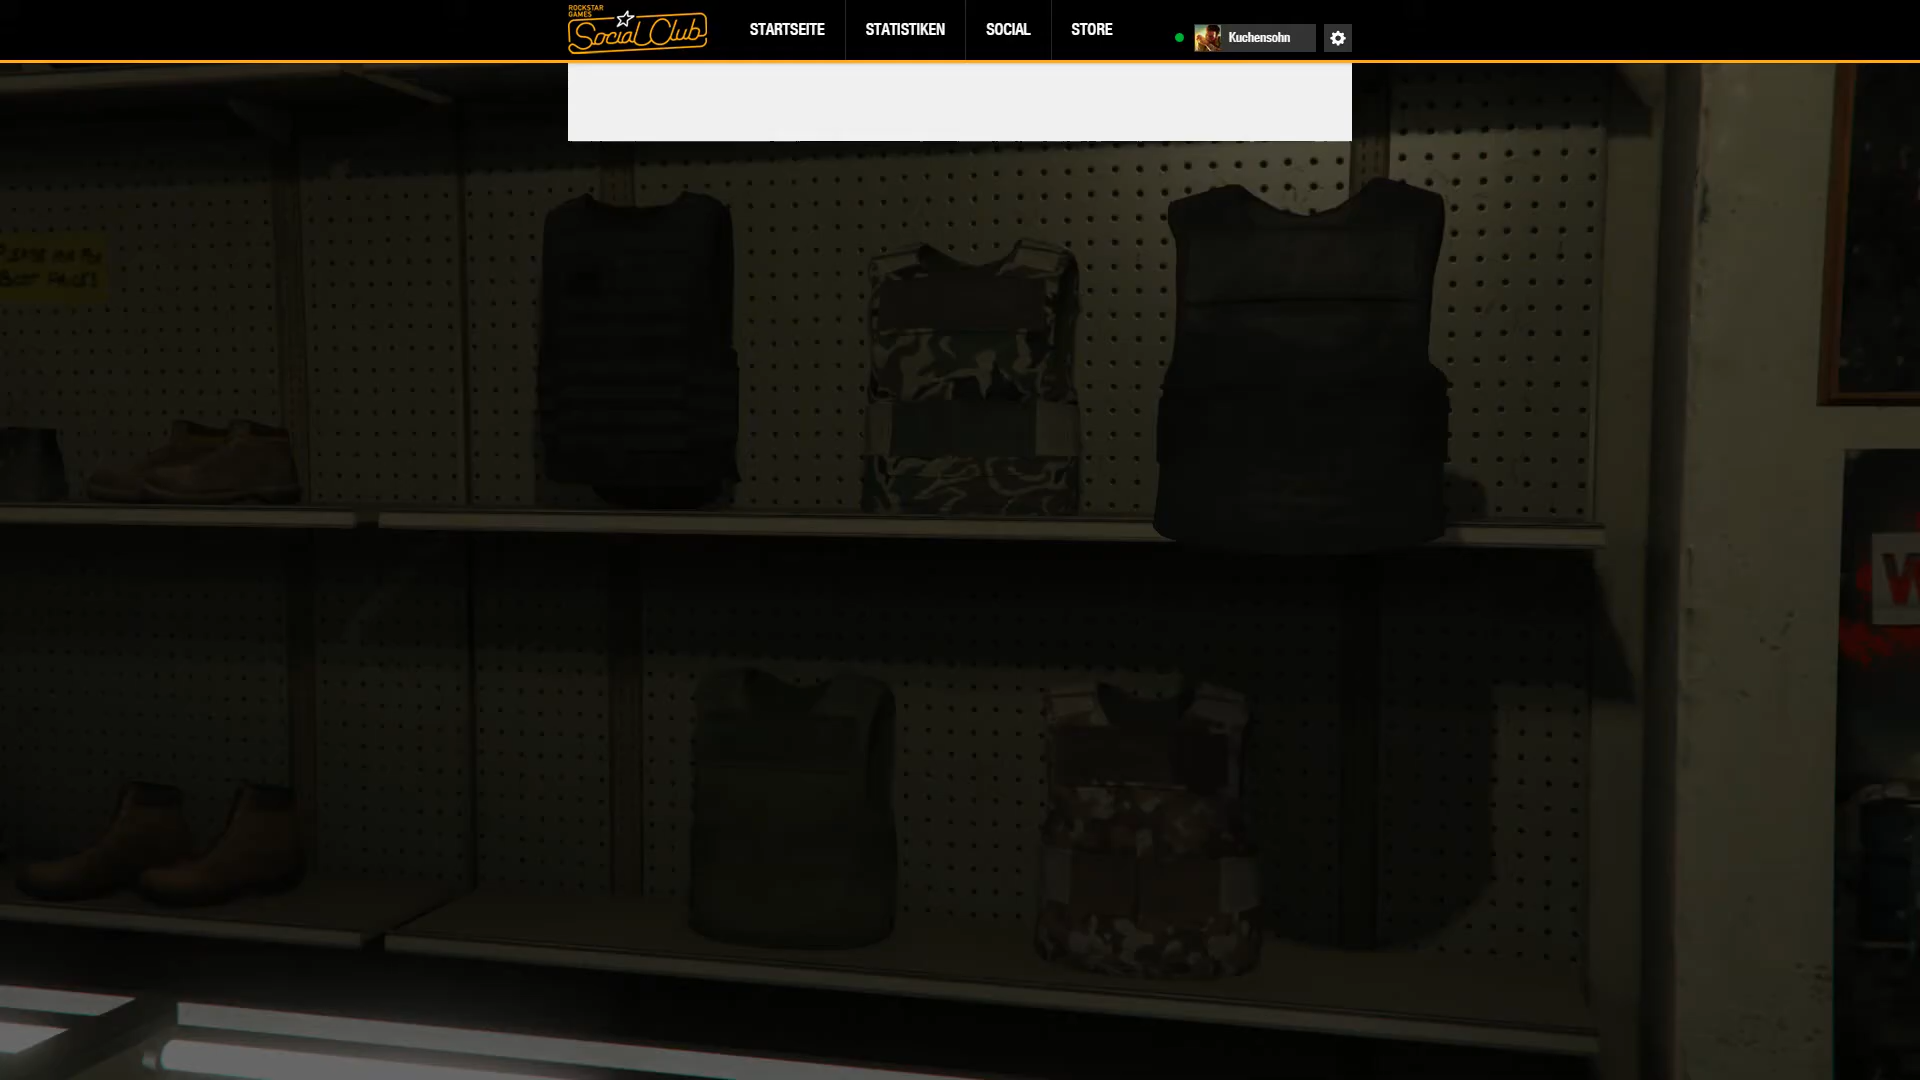 ROCKSTAR
GAMES
Social Club
STARTSEITE
STATISTIKEN
SOCIAL
STORE
Kuchensohn
W